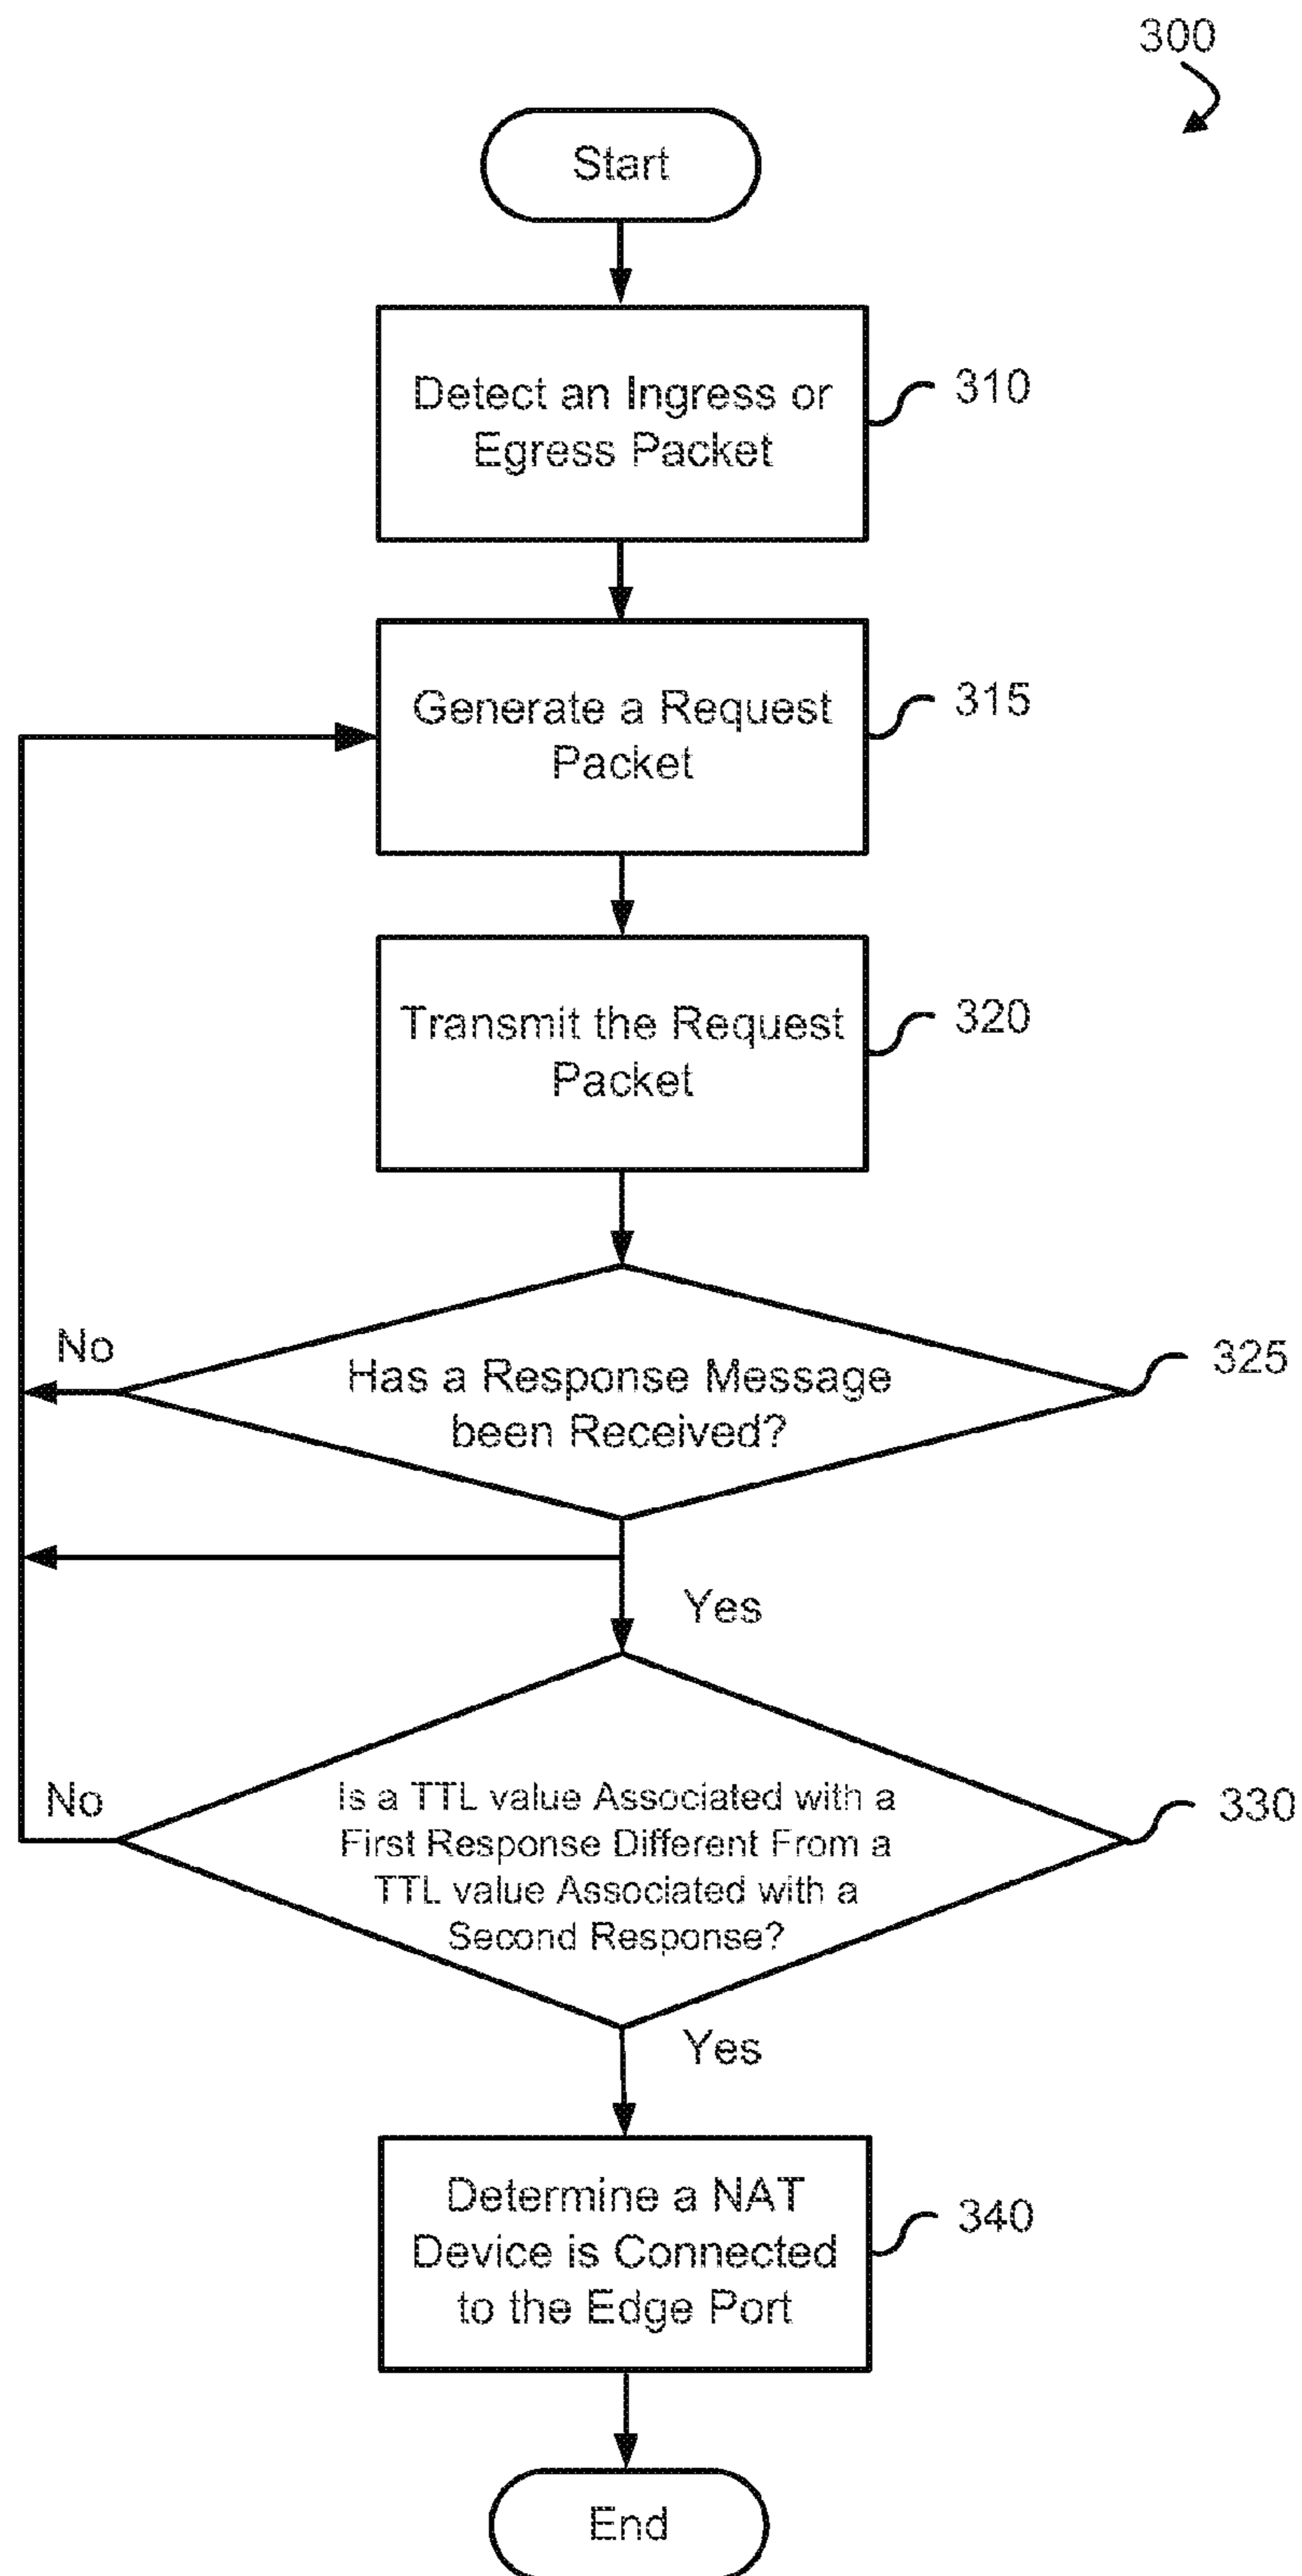 300
Start
Detect an Ingress or
Egress Packet
310
Generate a Request
Packet
315
Transmit the Request
Packet
320
No
Has a Response Message
been Received?
325
Yes
No
Is a TTL value Associated with a
First Response Different From a
TTL value Associated with a
Second Response?
330
Yes
Determine a NAT
Device is Connected
to the Edge Port
340
End